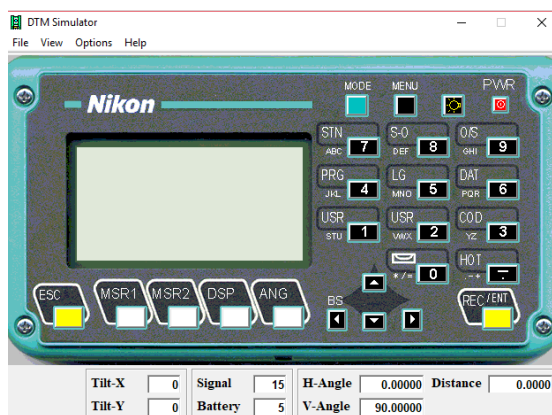 DTM Simulator
File View Options Help
MODE MENU PWR
Nikon
STN ABC 7 S-O DEF 8 O/S GHI 9
PRG JKL 4 LG MNO 5 DAT PQR 6
USR STU 1 USR VWX 2 COD YZ 3
*/= 0 HOT .-+
ESC MSR1 MSR2 DSP ANG BS REC/ENT
Tilt-X 0 Signal 15 H-Angle 0.00000 Distance 0.0000
Tilt-Y 0 Battery 5 V-Angle 90.00000